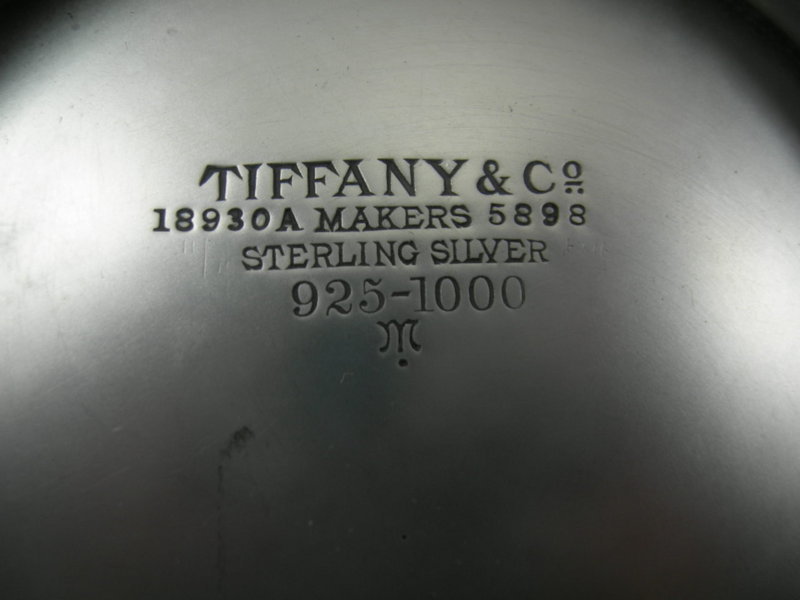 TIFFANY & Co
18930A MAKERS 5898
STERLING SILVER
925-1000
M